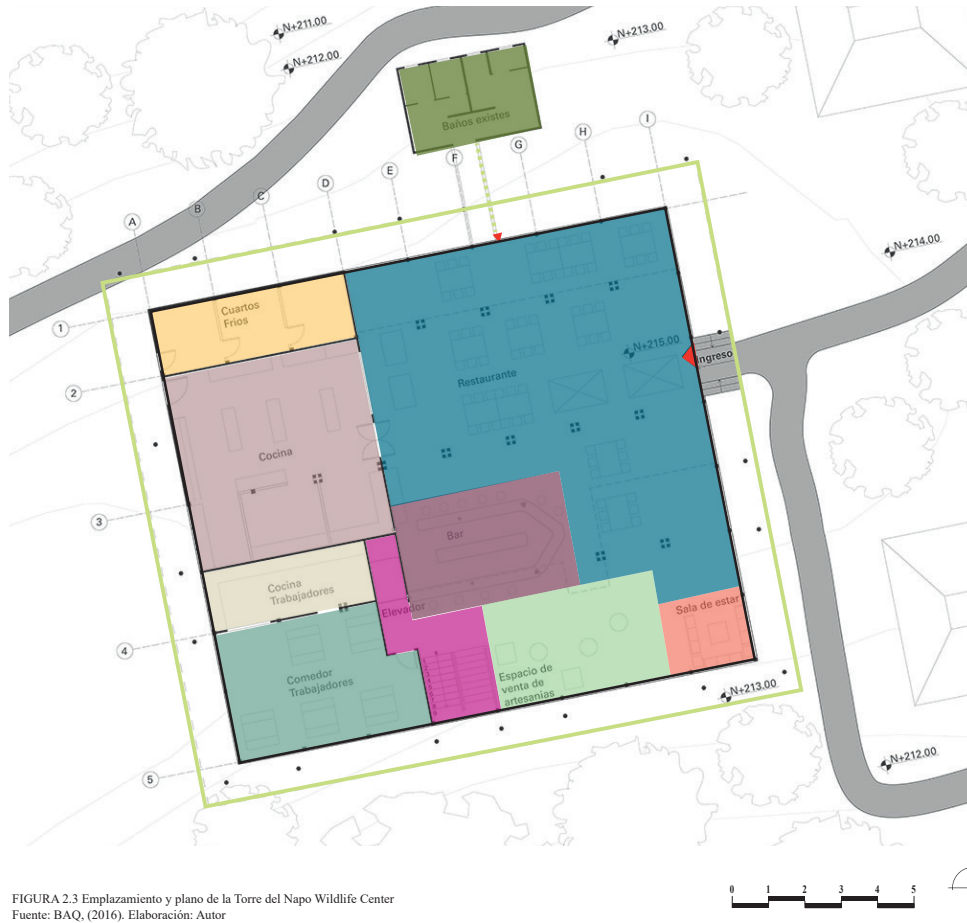 N+211.00
N+212.00
N+213.00
Baños existes
I
H
G
F
E
D
C
B
A
N+214.00
1
Cuartos
Fríos
N+215.00
Ingreso
2
Restaurante
Cocina
3
Bar
Cocina
Trabajadores
Elevador
Sala de estar
4
Comedor
Trabajadores
Espacio de
venta de
artesanias
N+213.00
N+212.00
5
FIGURA 2.3 Emplazamiento y plano de la Torre del Napo Wildlife Center
Fuente: BAQ, (2016). Elaboración: Autor
0 1 2 3 4 5